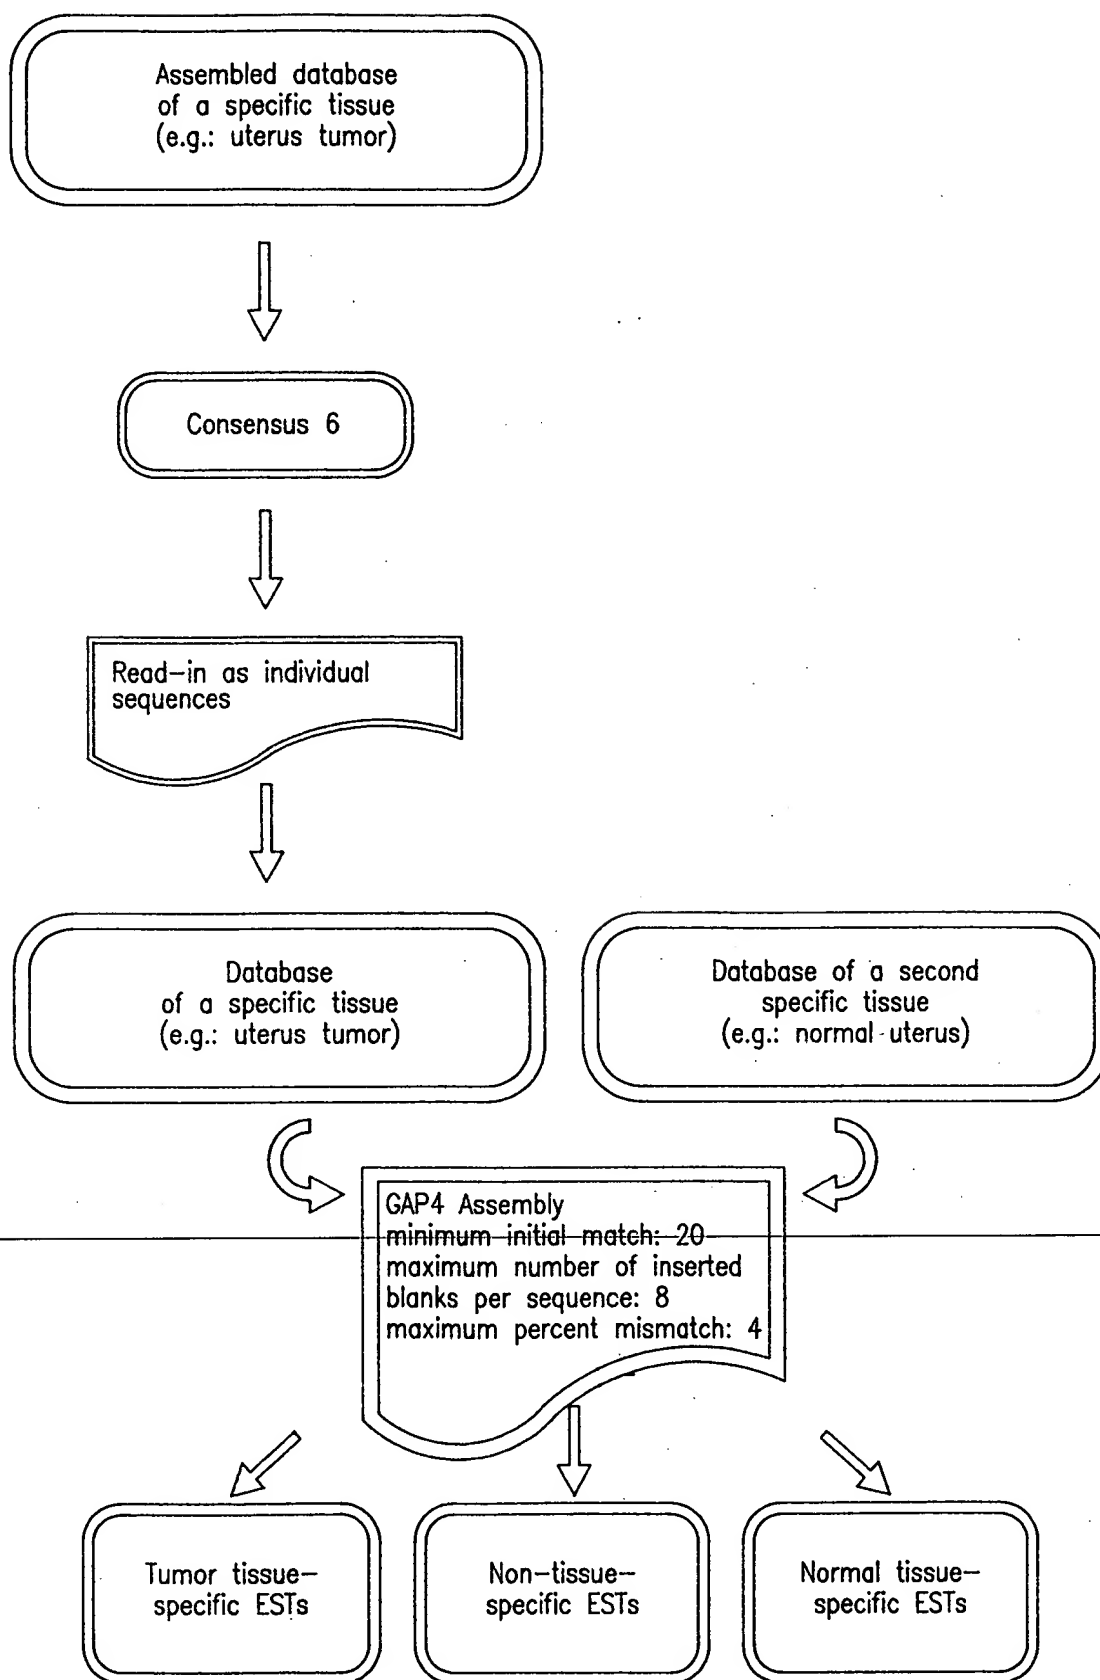 Assembled database
of a specific tissue
(e.g.: uterus tumor)
Consensus 6
Read-in as individual
sequences
Database
of a specific tissue
(e.g.: uterus tumor)
Database of a second
specific tissue
(e.g.: normal uterus)
GAP4 Assembly
minimum initial match: 20
maximum number of inserted
blanks per sequence: 8
maximum percent mismatch: 4
Tumor tissue-
specific ESTs
Non-tissue-
specific ESTs
Normal tissue-
specific ESTs